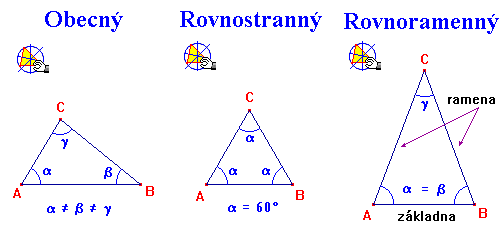 Obecný
C
γ
α
β
A
B
α ≠ β ≠ γ
Rovnostranný
C
α
α
α
A
B
α = 60°
Rovnoramenný
C
γ
ramena
α = β
A
B
základna